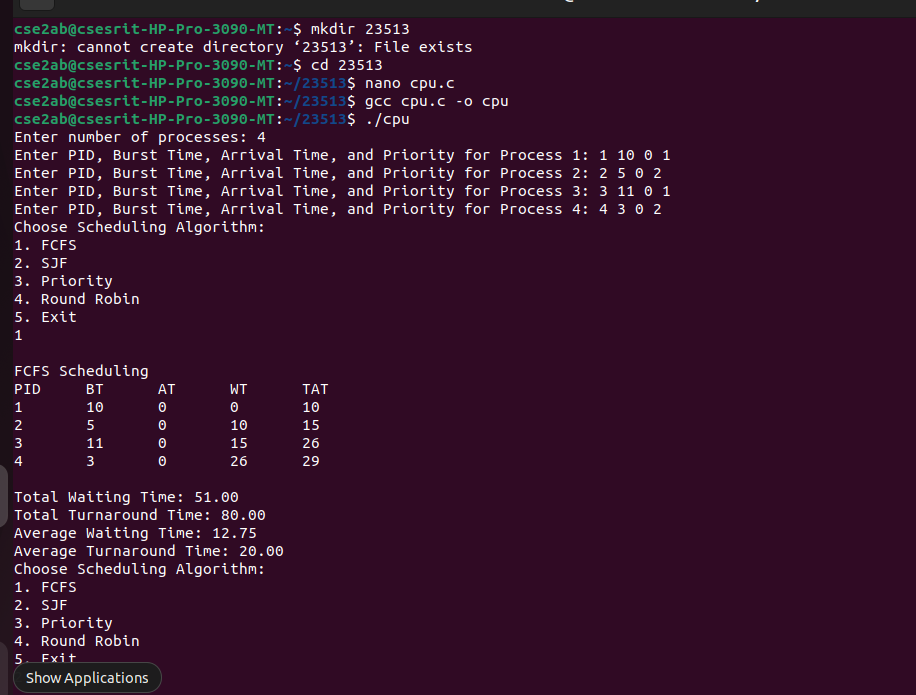 cse2ab@csesrit-HP-Pro-3090-MT:~$ mkdir 23513
mkdir: cannot create directory ‘23513’: File exists
cse2ab@csesrit-HP-Pro-3090-MT:~$ cd 23513
cse2ab@csesrit-HP-Pro-3090-MT:~/23513$ nano cpu.c
cse2ab@csesrit-HP-Pro-3090-MT:~/23513$ gcc cpu.c -o cpu
cse2ab@csesrit-HP-Pro-3090-MT:~/23513$ ./cpu
Enter number of processes: 4
Enter PID, Burst Time, Arrival Time, and Priority for Process 1: 1 10 0 1
Enter PID, Burst Time, Arrival Time, and Priority for Process 2: 2 5 0 2
Enter PID, Burst Time, Arrival Time, and Priority for Process 3: 3 11 0 1
Enter PID, Burst Time, Arrival Time, and Priority for Process 4: 4 3 0 2
Choose Scheduling Algorithm:
1. FCFS
2. SJF
3. Priority
4. Round Robin
5. Exit
1
FCFS Scheduling
PID BT AT WT TAT
1 10 0 0 10
2 5 0 10 15
3 11 0 15 26
4 3 0 26 29
Total Waiting Time: 51.00
Total Turnaround Time: 80.00
Average Waiting Time: 12.75
Average Turnaround Time: 20.00
Choose Scheduling Algorithm:
1. FCFS
2. SJF
3. Priority
4. Round Robin
5. Exit
Show Applications